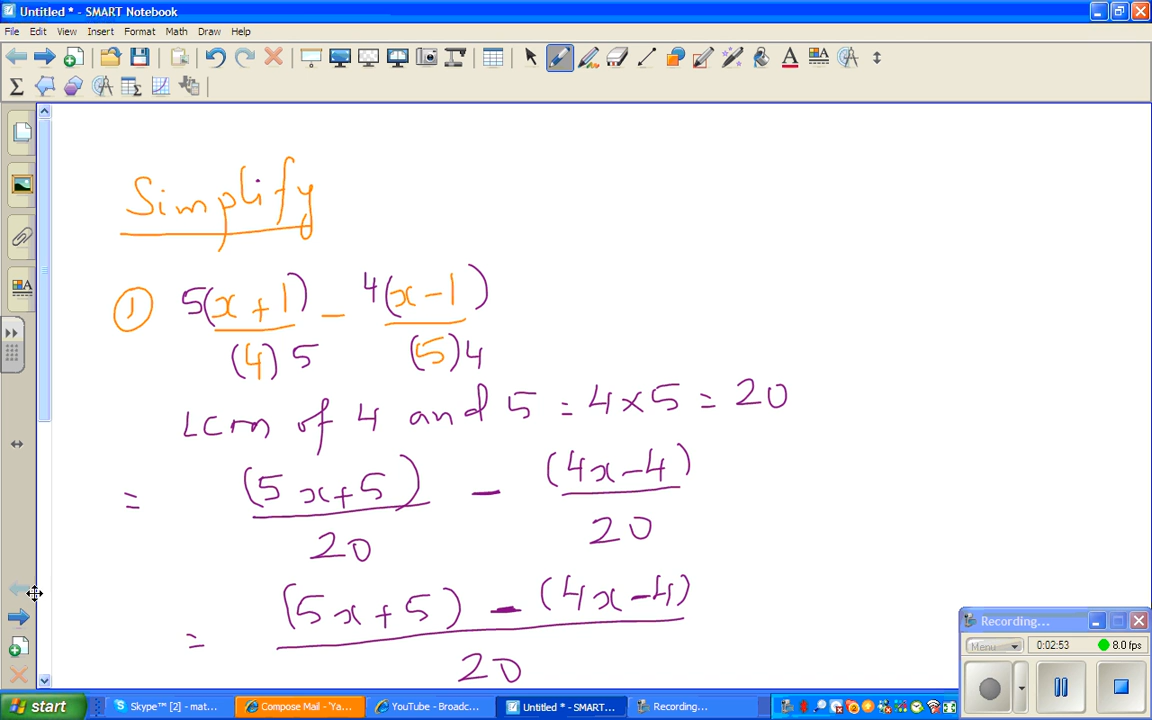 Untitled * - SMART Notebook
File Edit View Insert Format Math Draw Help
Simplify
① 5(x+1) - 4(x-1)
(4)5 (5)4
LCM of 4 and 5 = 4×5 = 20
= (5x+5) - (4x-4)
20 20
= (5x+5) - (4x-4)
20
Recording...
Menu 0:02:53 8.0 fps
start Skype™ [2] - mat... Compose Mail - 'Ya... YouTube - Broadc... Untitled * - SMART... Recording...